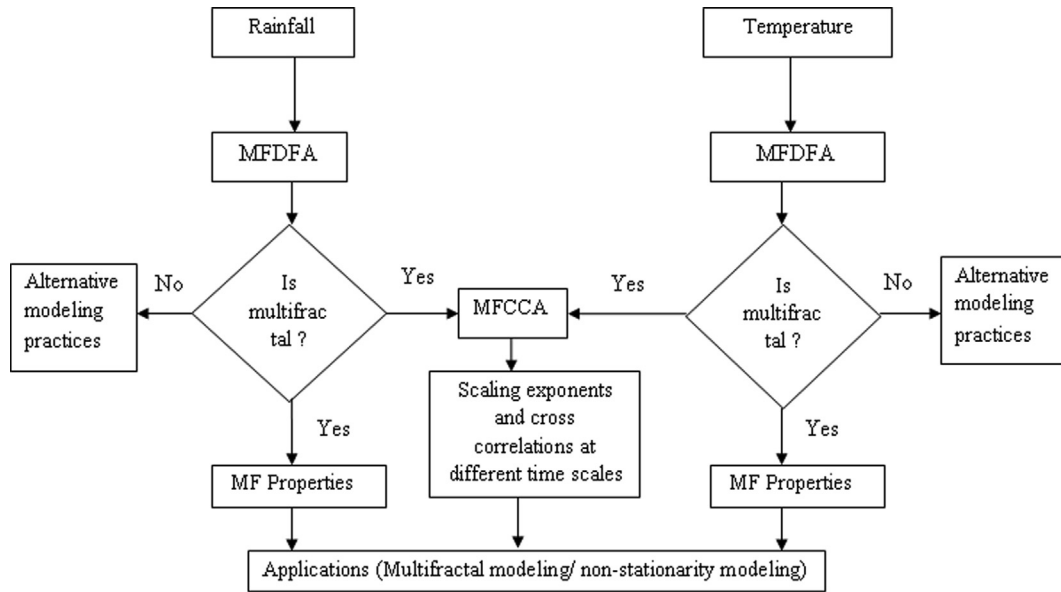 Rainfall
Temperature
MFDFA
MFDFA
Is
multifrac
tal ?
Is
multifrac
tal ?
No
Yes
Yes
No
Alternative
modeling
practices
MFCCA
Alternative
modeling
practices
Scaling exponents
and cross
correlations at
different time scales
Yes
Yes
MF Properties
MF Properties
Applications (Multifractal modeling/ non-stationarity modeling)